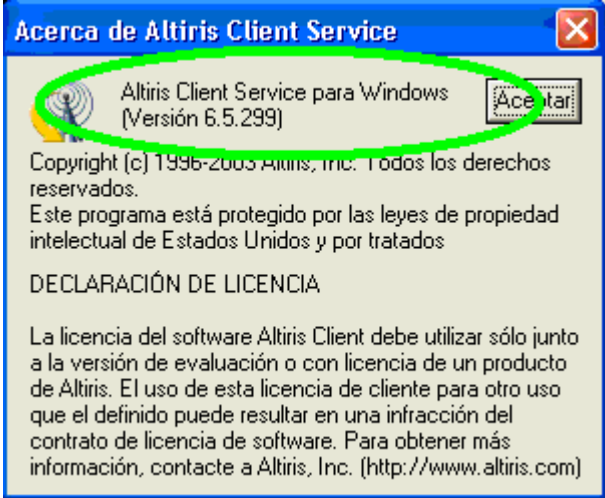 Acerca de Altiris Client Service
Altiris Client Service para Windows
(Versión 6.5.299)
Aceptar
Copyright (c) 1996-2003 Altiris, Inc. Todos los derechos
reservados.
Este programa está protegido por las leyes de propiedad
intelectual de Estados Unidos y por tratados
DECLARACIÓN DE LICENCIA
La licencia del software Altiris Client debe utilizar sólo junto
a la versión de evaluación o con licencia de un producto
de Altiris. El uso de esta licencia de cliente para otro uso
que el definido puede resultar en una infracción del
contrato de licencia de software. Para obtener más
información, contacte a Altiris, Inc. (http://www.altiris.com)